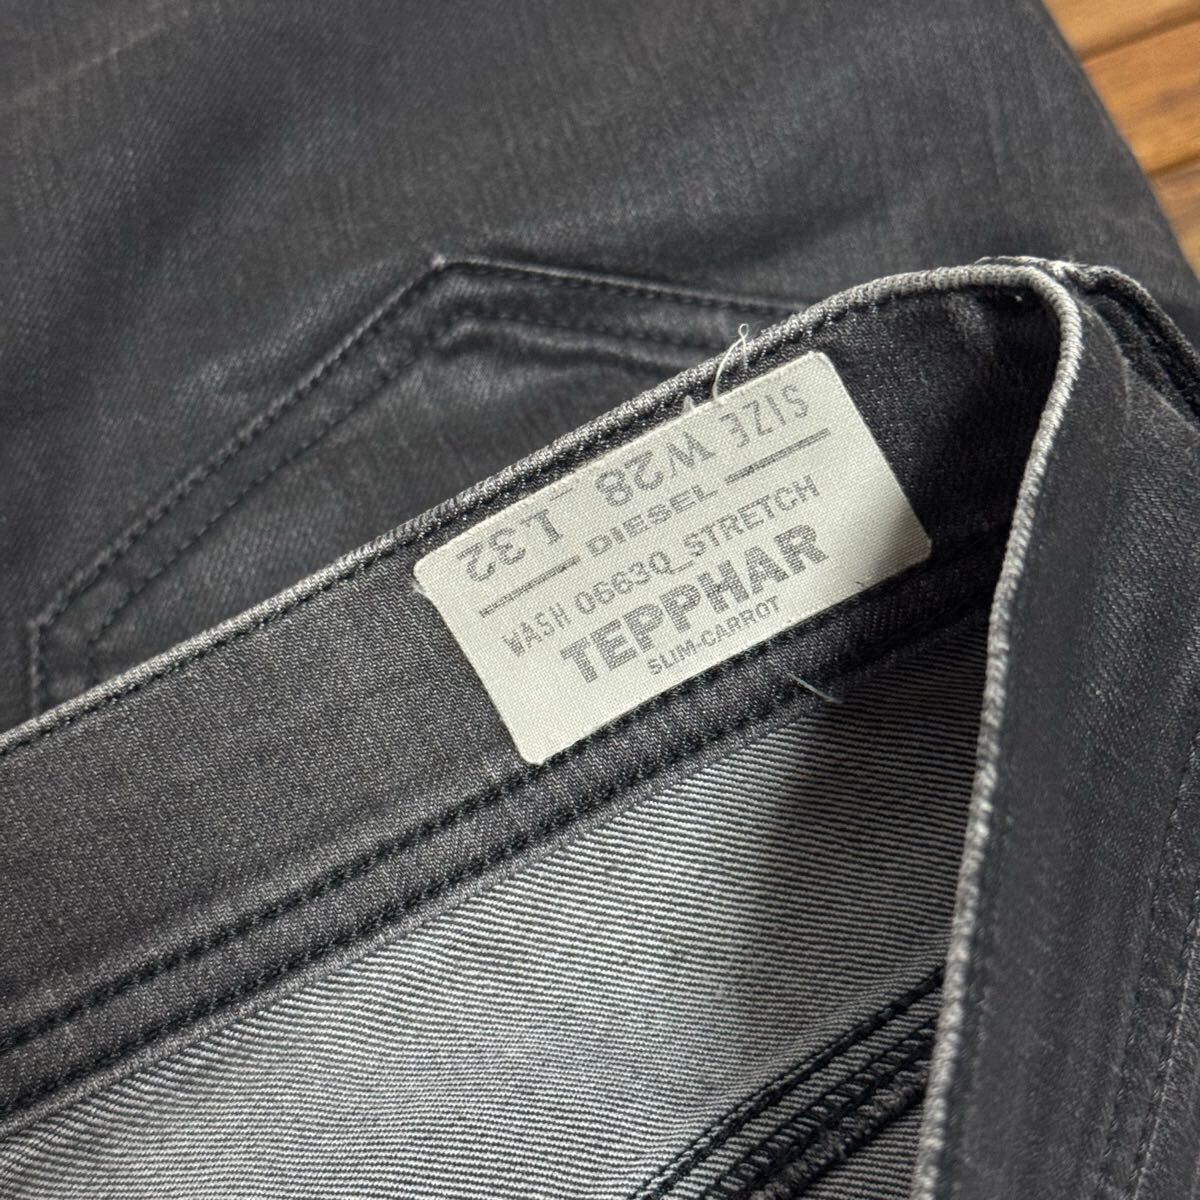 SIZE W28 - L32
DIESEL
WASH 0663Q_STRETCH
TEPPHAR
SLIM-CARROT